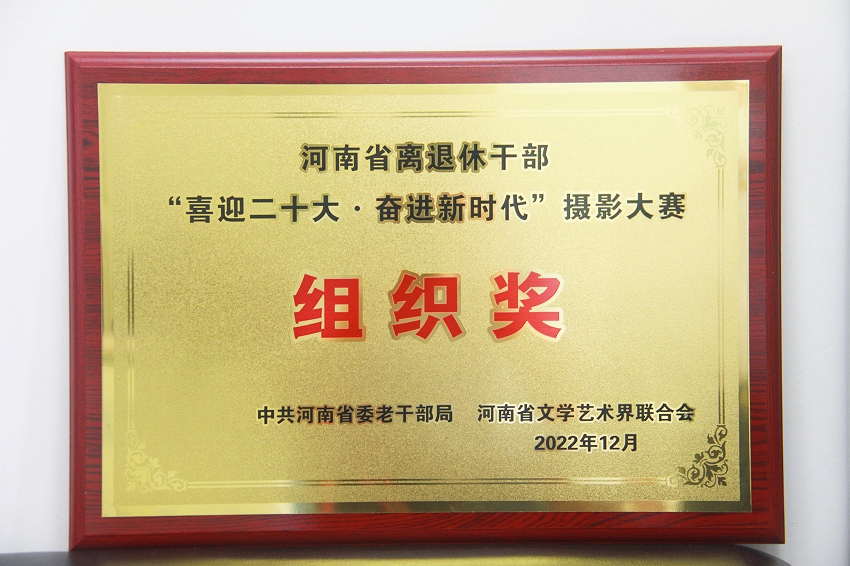 河南省离退休干部
“喜迎二十大·奋进新时代”摄影大赛
组织奖
中共河南省委老干部局 河南省文学艺术界联合会
2022年12月